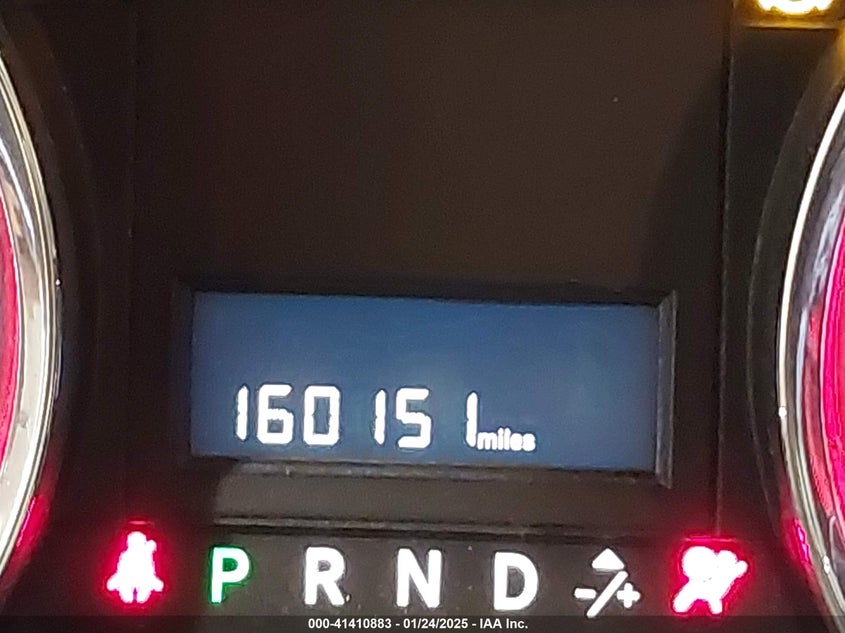 160151 miles
P R N D -/+
000-41410883 - 01/24/2025 - IAA Inc.